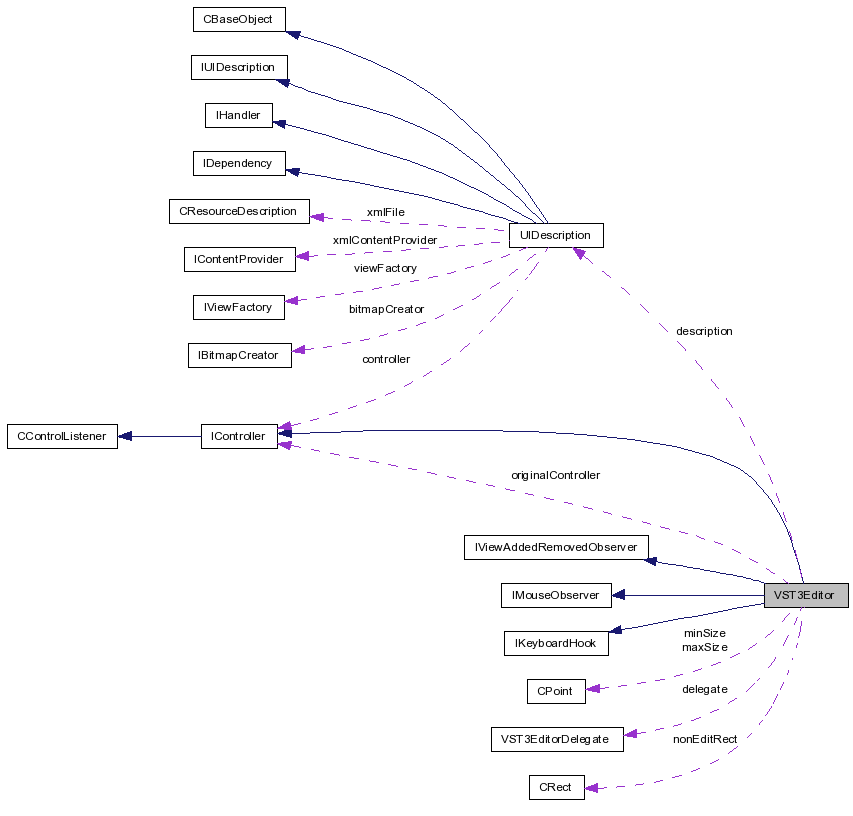 CBaseObject
IUIDescription
IHandler
IDependency
CResourceDescription
xmlFile
UIDescription
xmlContentProvider
IContentProvider
viewFactory
IViewFactory
bitmapCreator
description
IBitmapCreator
controller
CControlListener
IController
originalController
IViewAddedRemovedObserver
IMouseObserver
VST3Editor
IKeyboardHook
minSize
maxSize
CPoint
delegate
VST3EditorDelegate
nonEditRect
CRect